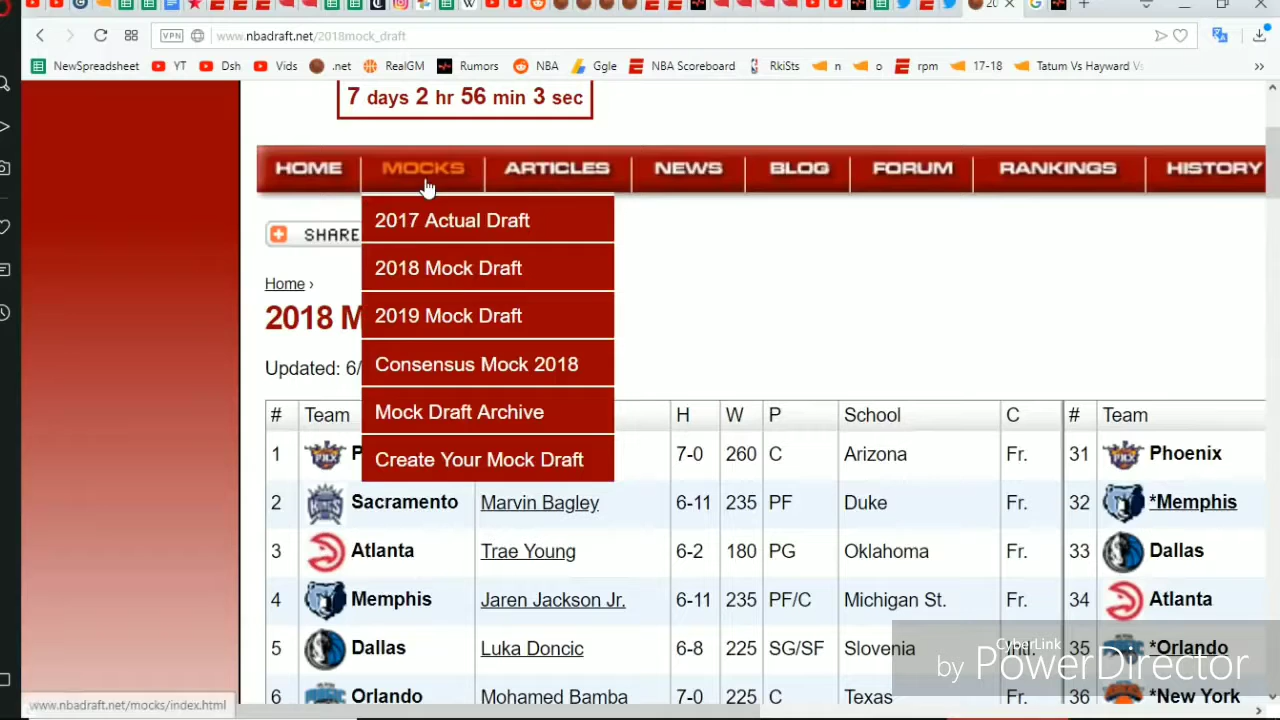 VPN www.nbadraft.net/2018mock_draft
NewSpreadsheet YT Dsh Vids .net RealGM Rumors NBA Ggle NBA Scoreboard RkiSts n o rpm 17-18 Tatum Vs Hayward Vs
7 days 2 hr 56 min 3 sec
HOME MOCKS ARTICLES NEWS BLOG FORUM RANKINGS HISTORY
2017 Actual Draft
SHARE
2018 Mock Draft
Home ›
2019 Mock Draft
2018 M
Consensus Mock 2018
Updated: 6/
Mock Draft Archive
# Team H W P School C # Team
Create Your Mock Draft
1 P 7-0 260 C Arizona Fr. 31 Phoenix
2 Sacramento Marvin Bagley 6-11 235 PF Duke Fr. 32 *Memphis
3 Atlanta Trae Young 6-2 180 PG Oklahoma Fr. 33 Dallas
4 Memphis Jaren Jackson Jr. 6-11 235 PF/C Michigan St. Fr. 34 Atlanta
5 Dallas Luka Doncic 6-8 225 SG/SF Slovenia Intl. 35 *Orlando
6 Orlando Mohamed Bamba 7-0 225 C Texas Fr. 36 *New York
CyberLink
by PowerDirector
www.nbadraft.net/mocks/index.html